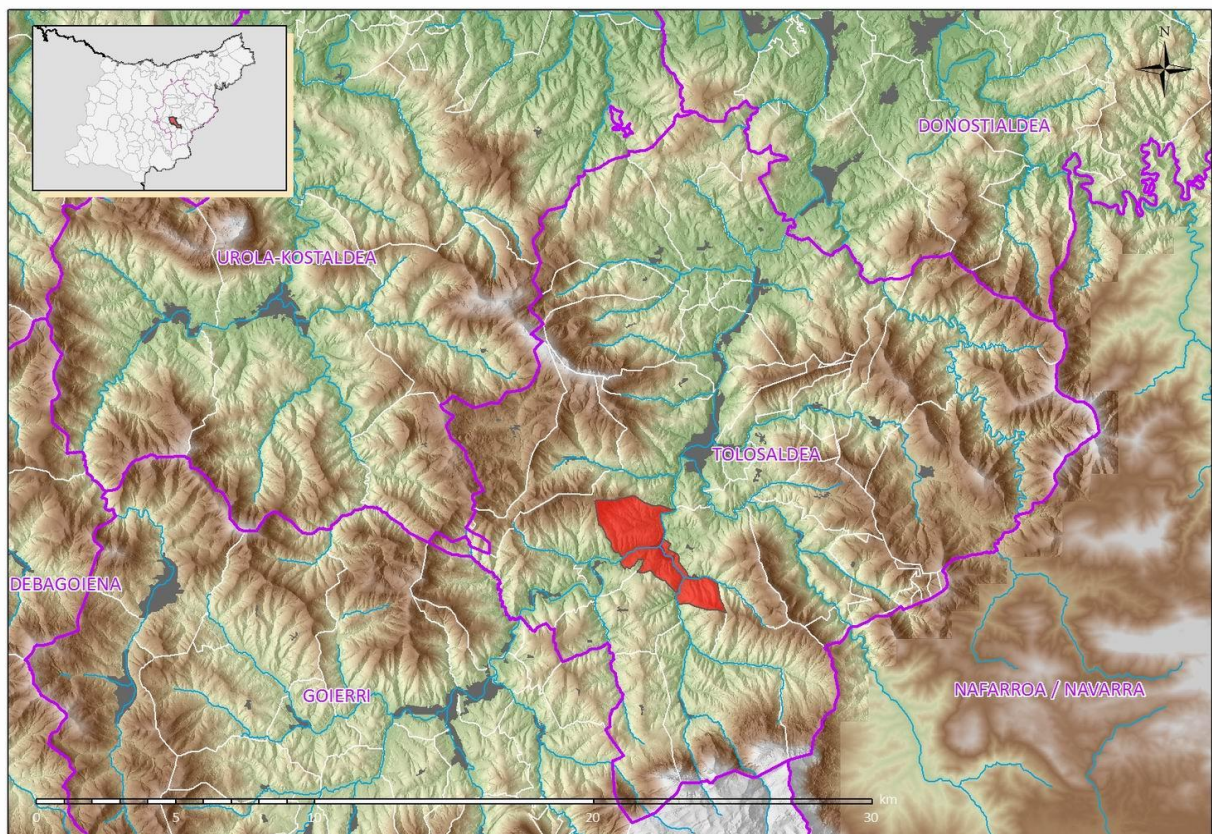 N
DONOSTIALDEA
UROLA-KOSTALDEA
TOLOSALDEA
DEBAGOIENA
GOIERRI
NAFARROA / NAVARRA
0 5 10 20 30 km